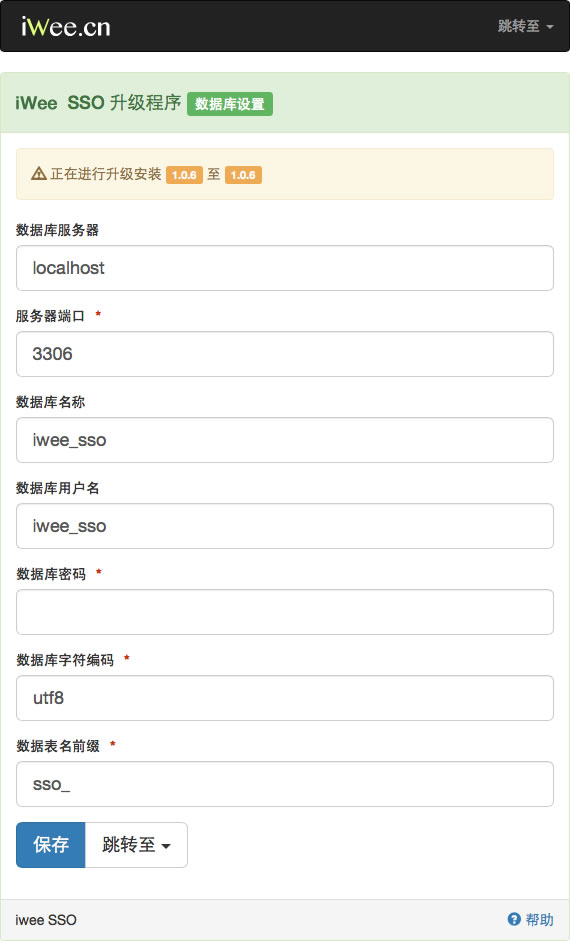 iWee.cn
跳转至
iWee SSO 升级程序 数据库设置
正在进行升级安装 1.0.6 至 1.0.6
数据库服务器
localhost
服务器端口 *
3306
数据库名称
iwee_sso
数据库用户名
iwee_sso
数据库密码 *
数据库字符编码 *
utf8
数据表名前缀 *
sso_
保存 跳转至
iwee SSO 帮助